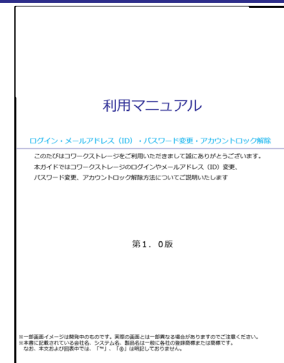 利用マニュアル
ログイン・メールアドレス（ID）・パスワード変更・アカウントロック解除
このたびはコワークストレージをご利用いただきまして誠にありがとうございます。
本ガイドではコワークストレージのログインやメールアドレス（ID）変更、
パスワード変更、アカウントロック解除方法についてご説明いたします
第１．０版
※一部画面イメージは開発中のものです。実際の画面とは一部異なる場合がありますのでご注意ください。
※本書に記載されている会社名、システム名、製品名は一般に各社の登録商標または商標です。
なお、本文および図表中では、「™」、「®」は明記しておりません。